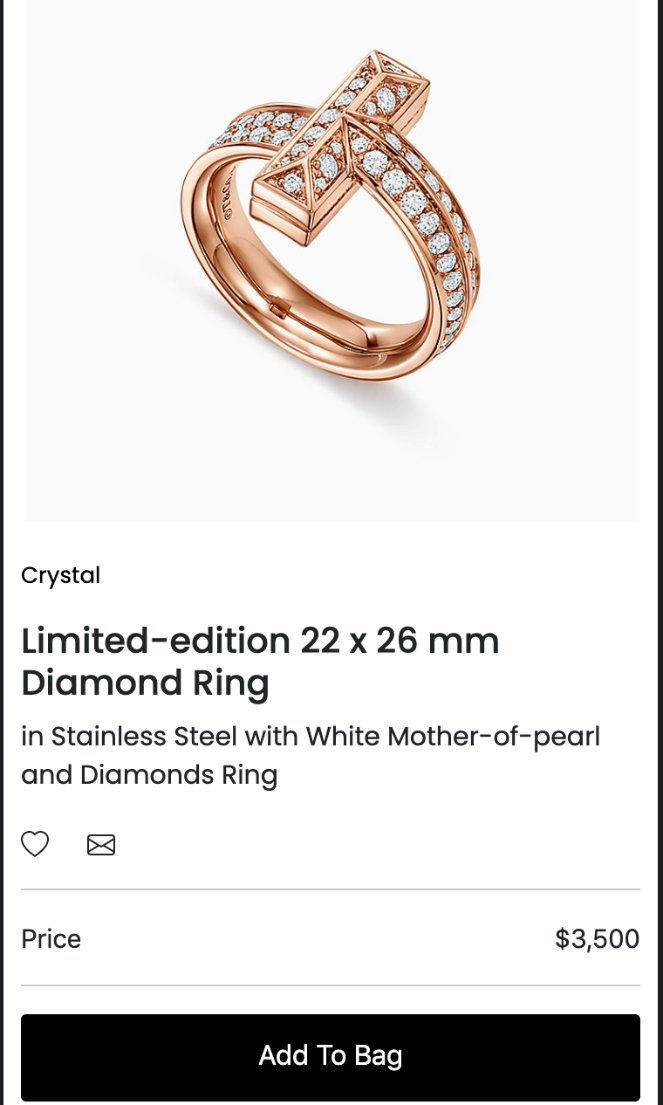 ©T&CO.
Crystal
Limited-edition 22 x 26 mm
Diamond Ring
in Stainless Steel with White Mother-of-pearl
and Diamonds Ring
Price
$3,500
Add To Bag